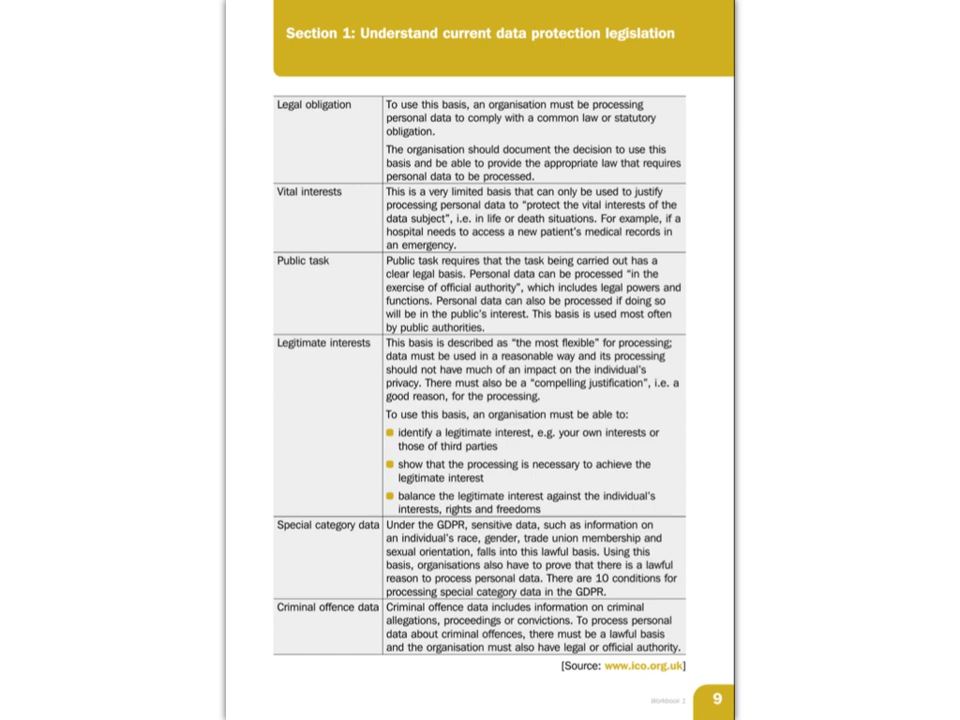 Section 1: Understand current data protection legislation
Legal obligation
To use this basis, an organisation must be processing
personal data to comply with a common law or statutory
obligation.
The organisation should document the decision to use this
basis and be able to provide the appropriate law that requires
personal data to be processed.
Vital interests
This is a very limited basis that can only be used to justify
processing personal data to “protect the vital interests of the
data subject”, i.e. in life or death situations. For example, if a
hospital needs to access a new patient’s medical records in
an emergency.
Public task
Public task requires that the task being carried out has a
clear legal basis. Personal data can be processed “in the
exercise of official authority”, which includes legal powers and
functions. Personal data can also be processed if doing so
will be in the public’s interest. This basis is used most often
by public authorities.
Legitimate interests
This basis is described as “the most flexible” for processing;
data must be used in a reasonable way and its processing
should not have much of an impact on the individual’s
privacy. There must also be a “compelling justification”, i.e. a
good reason, for the processing.
To use this basis, an organisation must be able to:
identify a legitimate interest, e.g. your own interests or
those of third parties
show that the processing is necessary to achieve the
legitimate interest
balance the legitimate interest against the individual’s
interests, rights and freedoms
Special category data
Under the GDPR, sensitive data, such as information on
an individual’s race, gender, trade union membership and
sexual orientation, falls into this lawful basis. Using this
basis, organisations also have to prove that there is a lawful
reason to process personal data. There are 10 conditions for
processing special category data in the GDPR.
Criminal offence data
Criminal offence data includes information on criminal
allegations, proceedings or convictions. To process personal
data about criminal offences, there must be a lawful basis
and the organisation must also have legal or official authority.
[Source: www.ico.org.uk]
Workbook 1
9